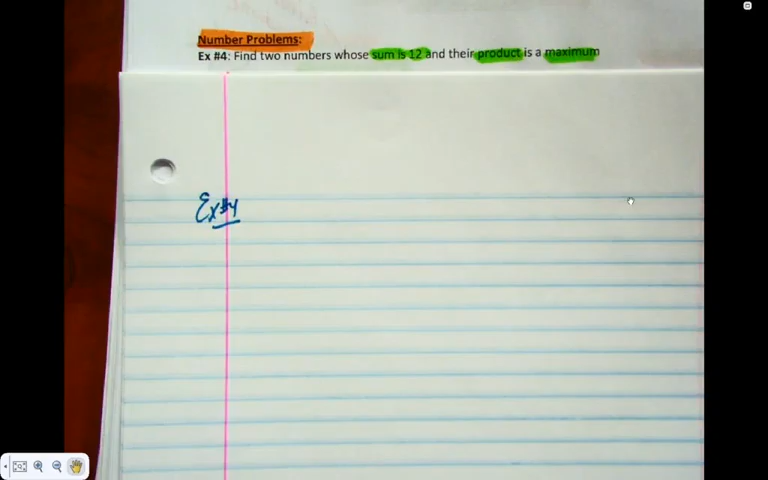 Number Problems:
Ex #4: Find two numbers whose sum is 12 and their product is a maximum
Ex#4